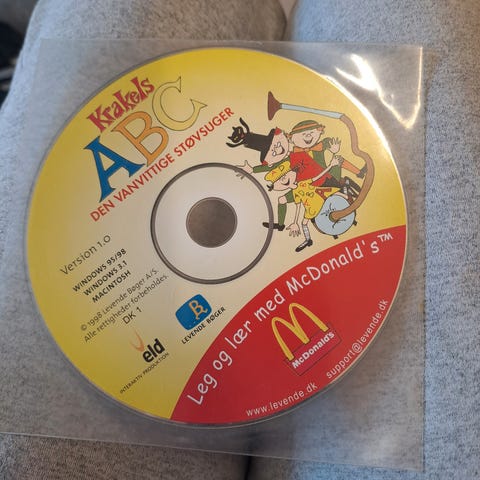 Krakels
ABC
DEN VANVITTIGE STØVSUGER
Version 1.0
WINDOWS 95/98
WINDOWS 3.1
MACINTOSH
© 1998 Levende Bøger A/S.
Alle rettigheder forbeholdes.
DK 1
eld
INTERAKTIV PRODUKTION
B
LEVENDE BØGER
Leg og lær med McDonald's™
M
McDonald's
www.levende.dk support@levende.dk